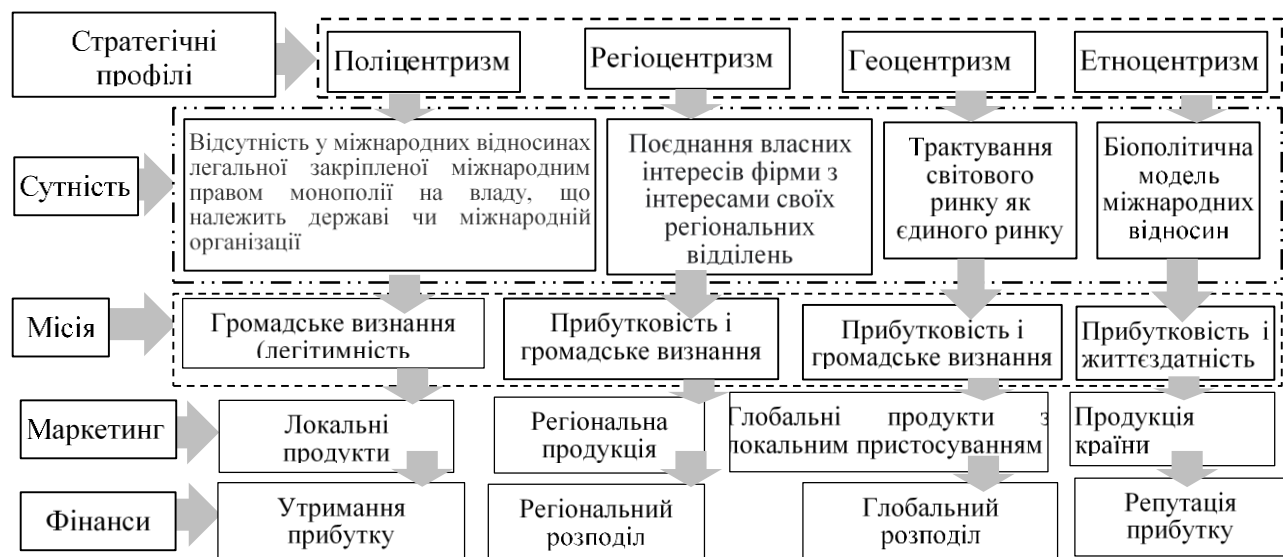 Стратегічні
профілі
Поліцентризм
Регіоцентризм
Геоцентризм
Етноцентризм
Сутність
Відсутність у міжнародних відносинах
легальної закріпленої міжнародним
правом монополії на владу, що
належить державі чи міжнародній
організації
Поєднання власних
інтересів фірми з
інтересами своїх
регіональних
відділень
Трактування
світового
ринку як
єдиного ринку
Біополітична
модель
міжнародних
відносин
Місія
Громадське визнання
(легітимність
Прибутковість і
громадське визнання
Прибутковість і
громадське визнання
Прибутковість і
життєздатність
Маркетинг
Локальні
продукти
Регіональна
продукція
Глобальні продукти з
локальним пристосуванням
Продукція
країни
Фінанси
Утримання
прибутку
Регіональний
розподіл
Глобальний
розподіл
Репутація
прибутку